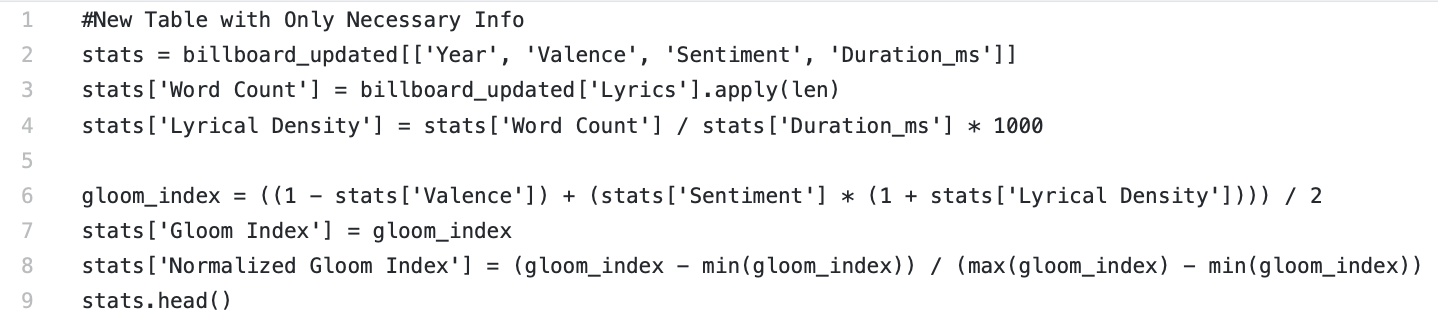 1 #New Table with Only Necessary Info
2 stats = billboard_updated[['Year', 'Valence', 'Sentiment', 'Duration_ms']]
3 stats['Word Count'] = billboard_updated['Lyrics'].apply(len)
4 stats['Lyrical Density'] = stats['Word Count'] / stats['Duration_ms'] * 1000
5
6 gloom_index = ((1 - stats['Valence']) + (stats['Sentiment'] * (1 + stats['Lyrical Density']))) / 2
7 stats['Gloom Index'] = gloom_index
8 stats['Normalized Gloom Index'] = (gloom_index - min(gloom_index)) / (max(gloom_index) - min(gloom_index))
9 stats.head()